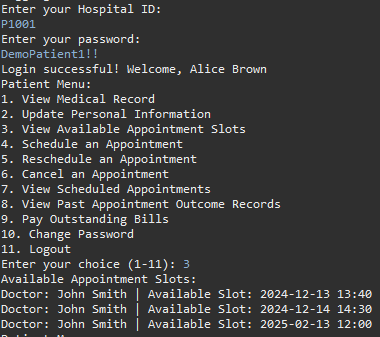 Enter your Hospital ID:
P1001
Enter your password:
DemoPatient1!!
Login successful! Welcome, Alice Brown
Patient Menu:
1. View Medical Record
2. Update Personal Information
3. View Available Appointment Slots
4. Schedule an Appointment
5. Reschedule an Appointment
6. Cancel an Appointment
7. View Scheduled Appointments
8. View Past Appointment Outcome Records
9. Pay Outstanding Bills
10. Change Password
11. Logout
Enter your choice (1-11): 3
Available Appointment Slots:
Doctor: John Smith | Available Slot: 2024-12-13 13:40
Doctor: John Smith | Available Slot: 2024-12-14 14:30
Doctor: John Smith | Available Slot: 2025-02-13 12:00